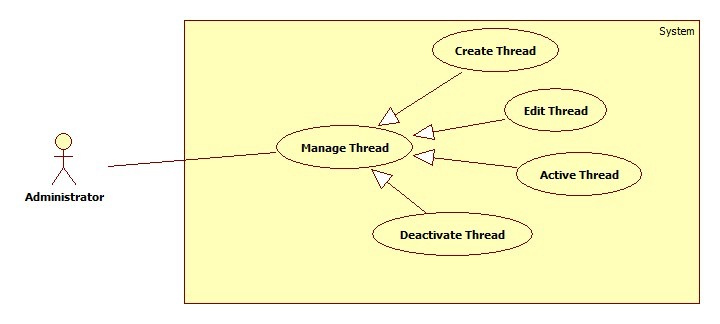 System
Create Thread
Edit Thread
Manage Thread
Active Thread
Administrator
Deactivate Thread